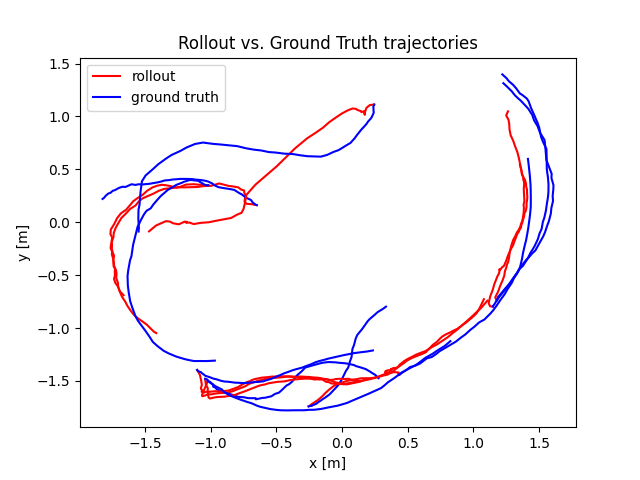 Rollout vs. Ground Truth trajectories
rollout
ground truth
1.5
1.0
0.5
0.0
−0.5
−1.0
−1.5
y [m]
−1.5 −1.0 −0.5 0.0 0.5 1.0 1.5
x [m]